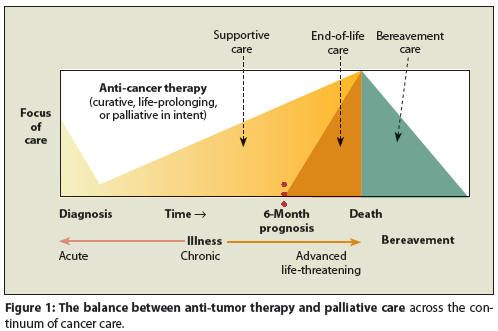 Supportive
care
End-of-life
care
Bereavement
care
Anti-cancer therapy
(curative, life-prolonging,
or palliative in intent)
Focus
of
care
Diagnosis
Time →
6-Month
prognosis
Death
Illness
Bereavement
Acute
Chronic
Advanced
life-threatening
Figure 1: The balance between anti-tumor therapy and palliative care across the con-
tinuum of cancer care.